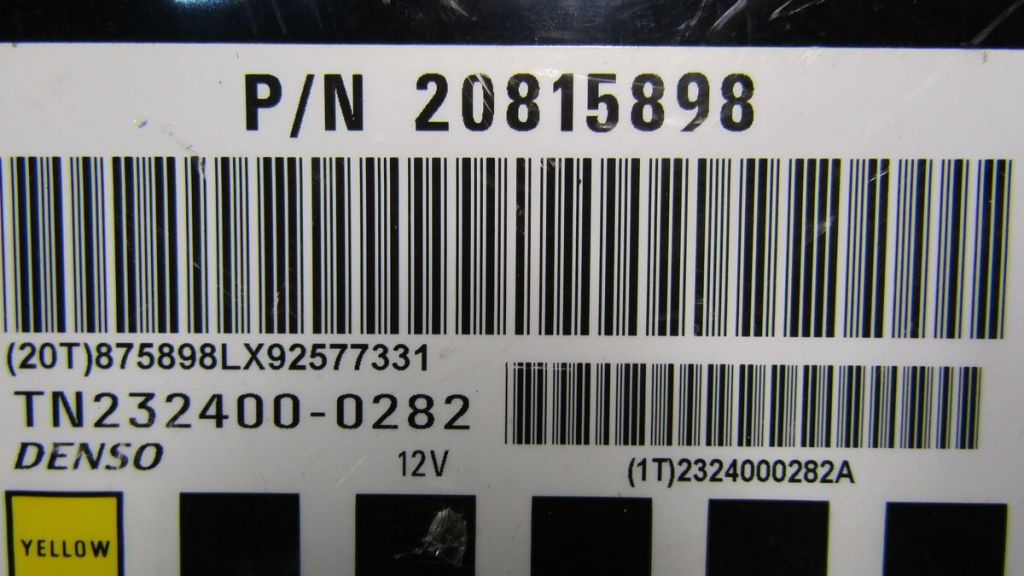 P/N 20815898
(20T)875898LX92577331
TN232400-0282
DENSO
12V
(1T)2324000282A
YELLOW